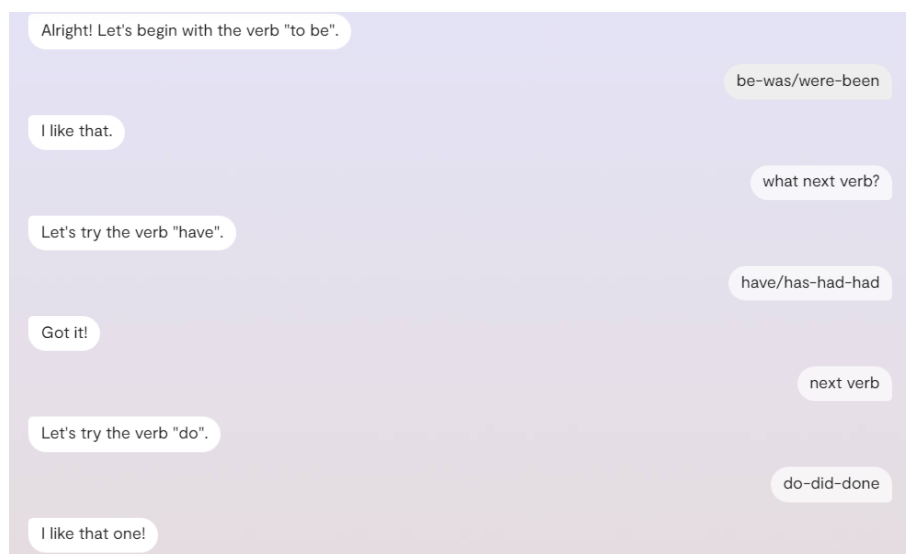 Alright! Let's begin with the verb "to be".
be-was/were-been
I like that.
what next verb?
Let's try the verb "have".
have/has-had-had
Got it!
next verb
Let's try the verb "do".
do-did-done
I like that one!